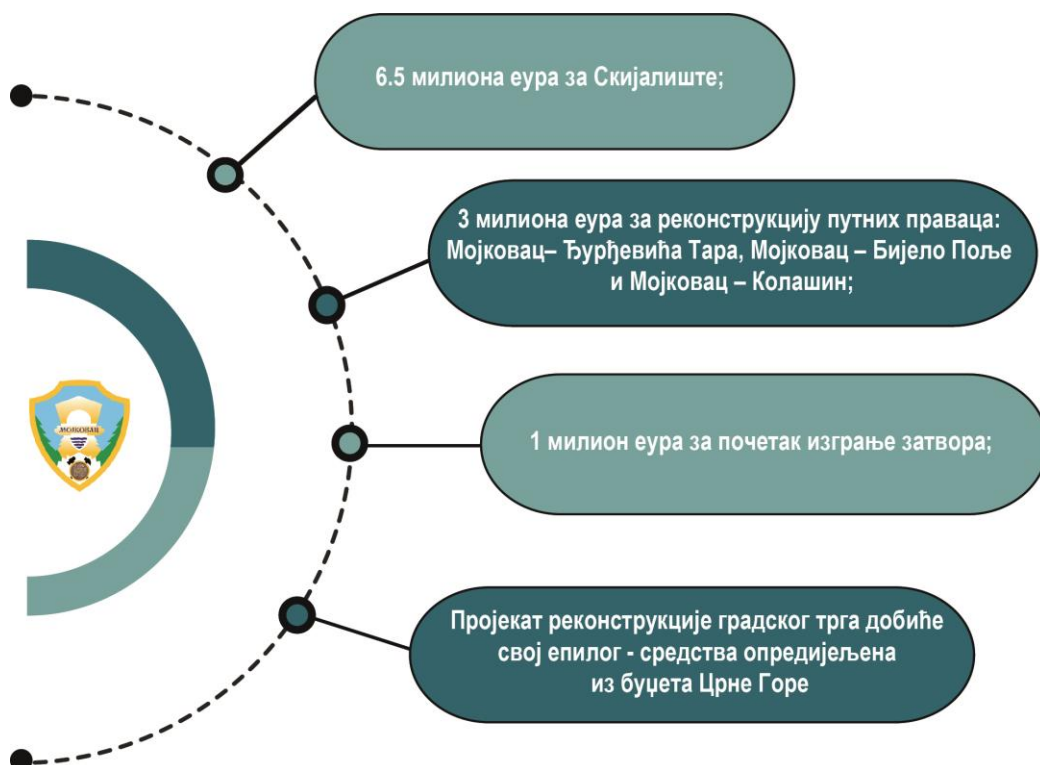 6.5 милиона еура за Скијалиште;
3 милиона еура за реконструкцију путних праваца:
Мојковац– Ђурђевића Тара, Мојковац – Бијело Поље
и Мојковац – Колашин;
МОЈКОВАЦ
1 милион еура за почетак изграње затвора;
Пројекат реконструкције градског трга добиће
свој епилог - средства опредијељена
из буџета Црне Горе